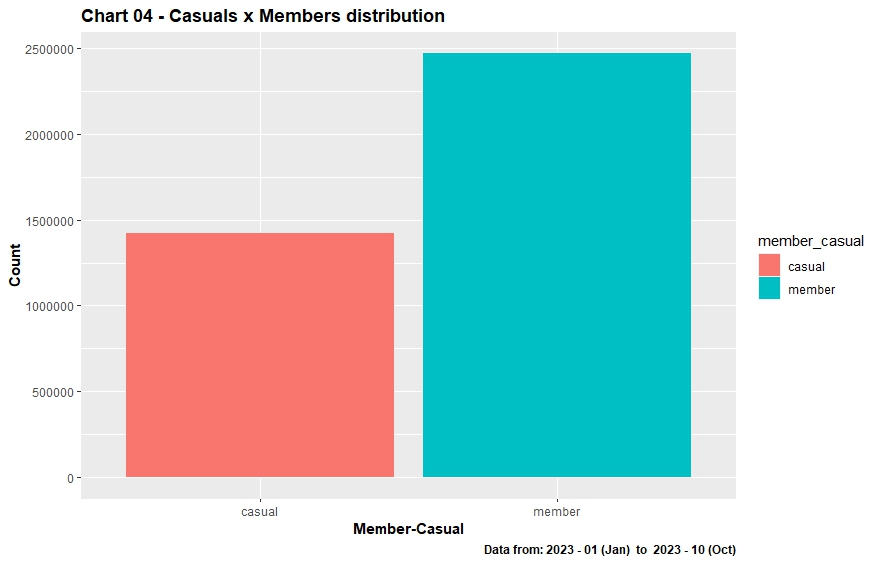 Chart 04 - Casuals x Members distribution
2500000
2000000
1500000
1000000
500000
0
Count
casual
member
Member-Casual
member_casual
casual
member
Data from: 2023 - 01 (Jan)  to  2023 - 10 (Oct)